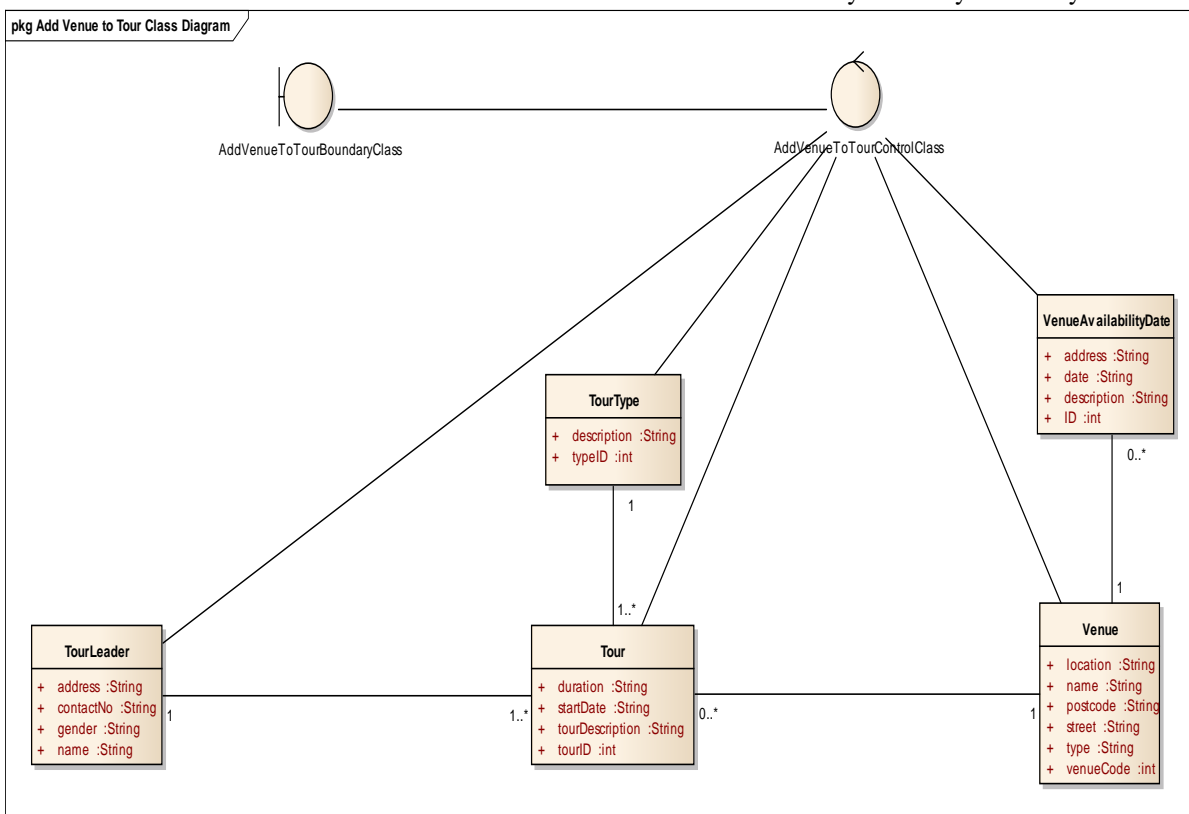 pkg Add Venue to Tour Class Diagram
AddVenueToTourBoundaryClass
AddVenueToTourControlClass
VenueAvailabilityDate
+ address :String
+ date :String
+ description :String
+ ID :int
0..*
TourType
+ description :String
+ typeID :int
1
1..*
1
TourLeader
+ address :String
+ contactNo :String
+ gender :String
+ name :String
1
1..*
Tour
+ duration :String
+ startDate :String
+ tourDescription :String
+ tourID :int
0..*
1
Venue
+ location :String
+ name :String
+ postcode :String
+ street :String
+ type :String
+ venueCode :int